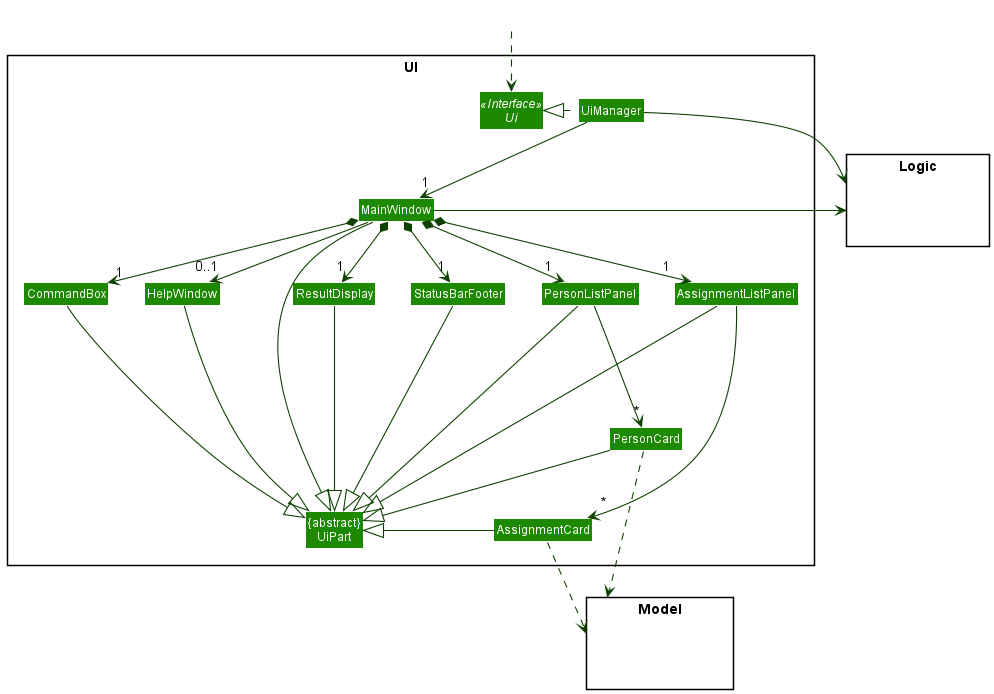 UI
«Interface»
Ui
UiManager
Logic
1
MainWindow
1
0..1
1
1
1
1
CommandBox
HelpWindow
ResultDisplay
StatusBarFooter
PersonListPanel
AssignmentListPanel
*
PersonCard
*
{abstract}
UiPart
AssignmentCard
Model